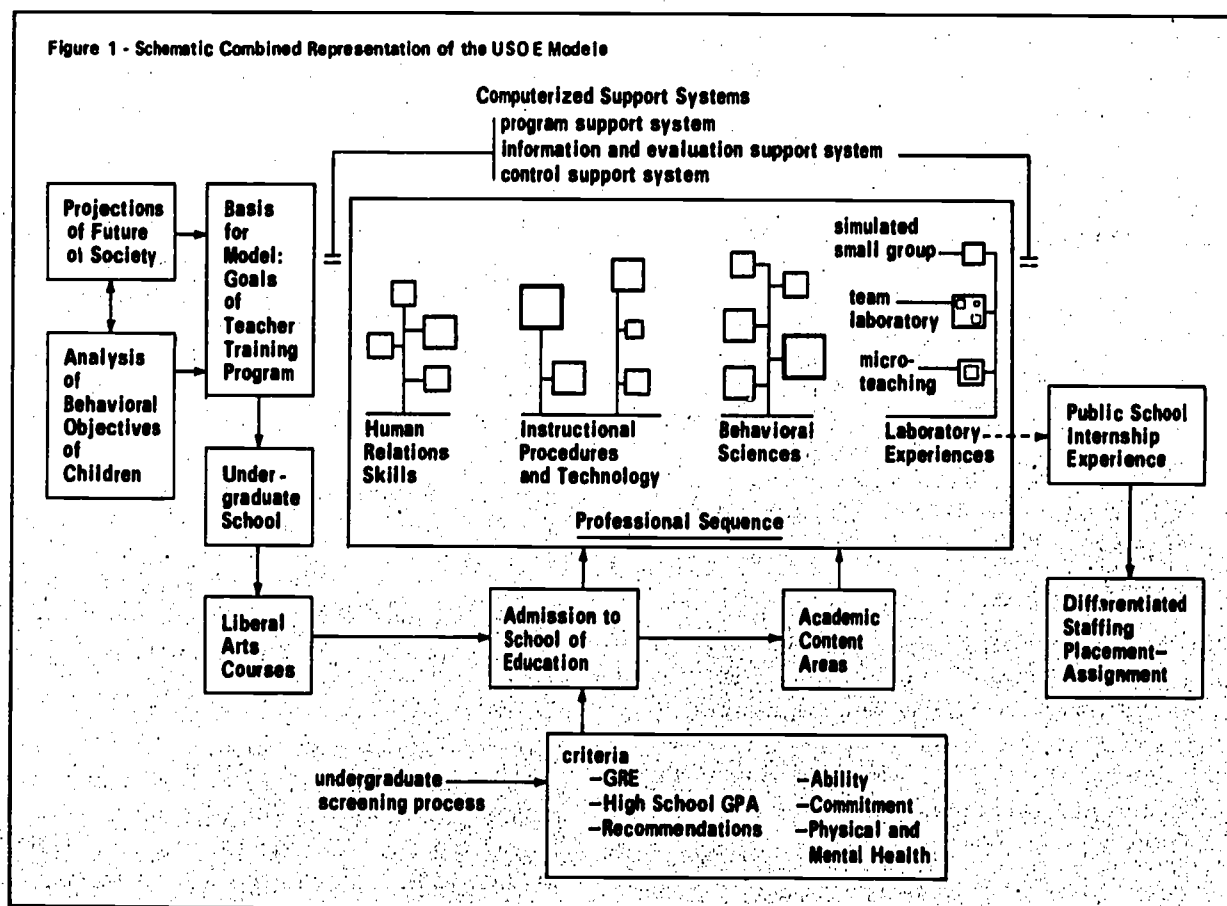 Figure 1 - Schematic Combined Representation of the USOE Models
Computerized Support Systems
program support system
information and evaluation support system
control support system
Projections
of Future
of Society
Basis
for
Model:
Goals
of
Teacher
Training
Program
Analysis
of
Behavioral
Objectives
of
Children
Under-
graduate
School
Liberal
Arts
Courses
Human
Relations
Skills
Instructional
Procedures
and Technology
Behavioral
Sciences
simulated
small group
team
laboratory
micro-
teaching
Laboratory
Experiences
Professional Sequence
Public School
Internship
Experience
Differentiated
Staffing
Placement—
Assignment
Admission to
School of
Education
Academic
Content
Areas
undergraduate
screening process
criteria
—GRE
—High School GPA
—Recommendations
—Ability
—Commitment
—Physical and
Mental Health